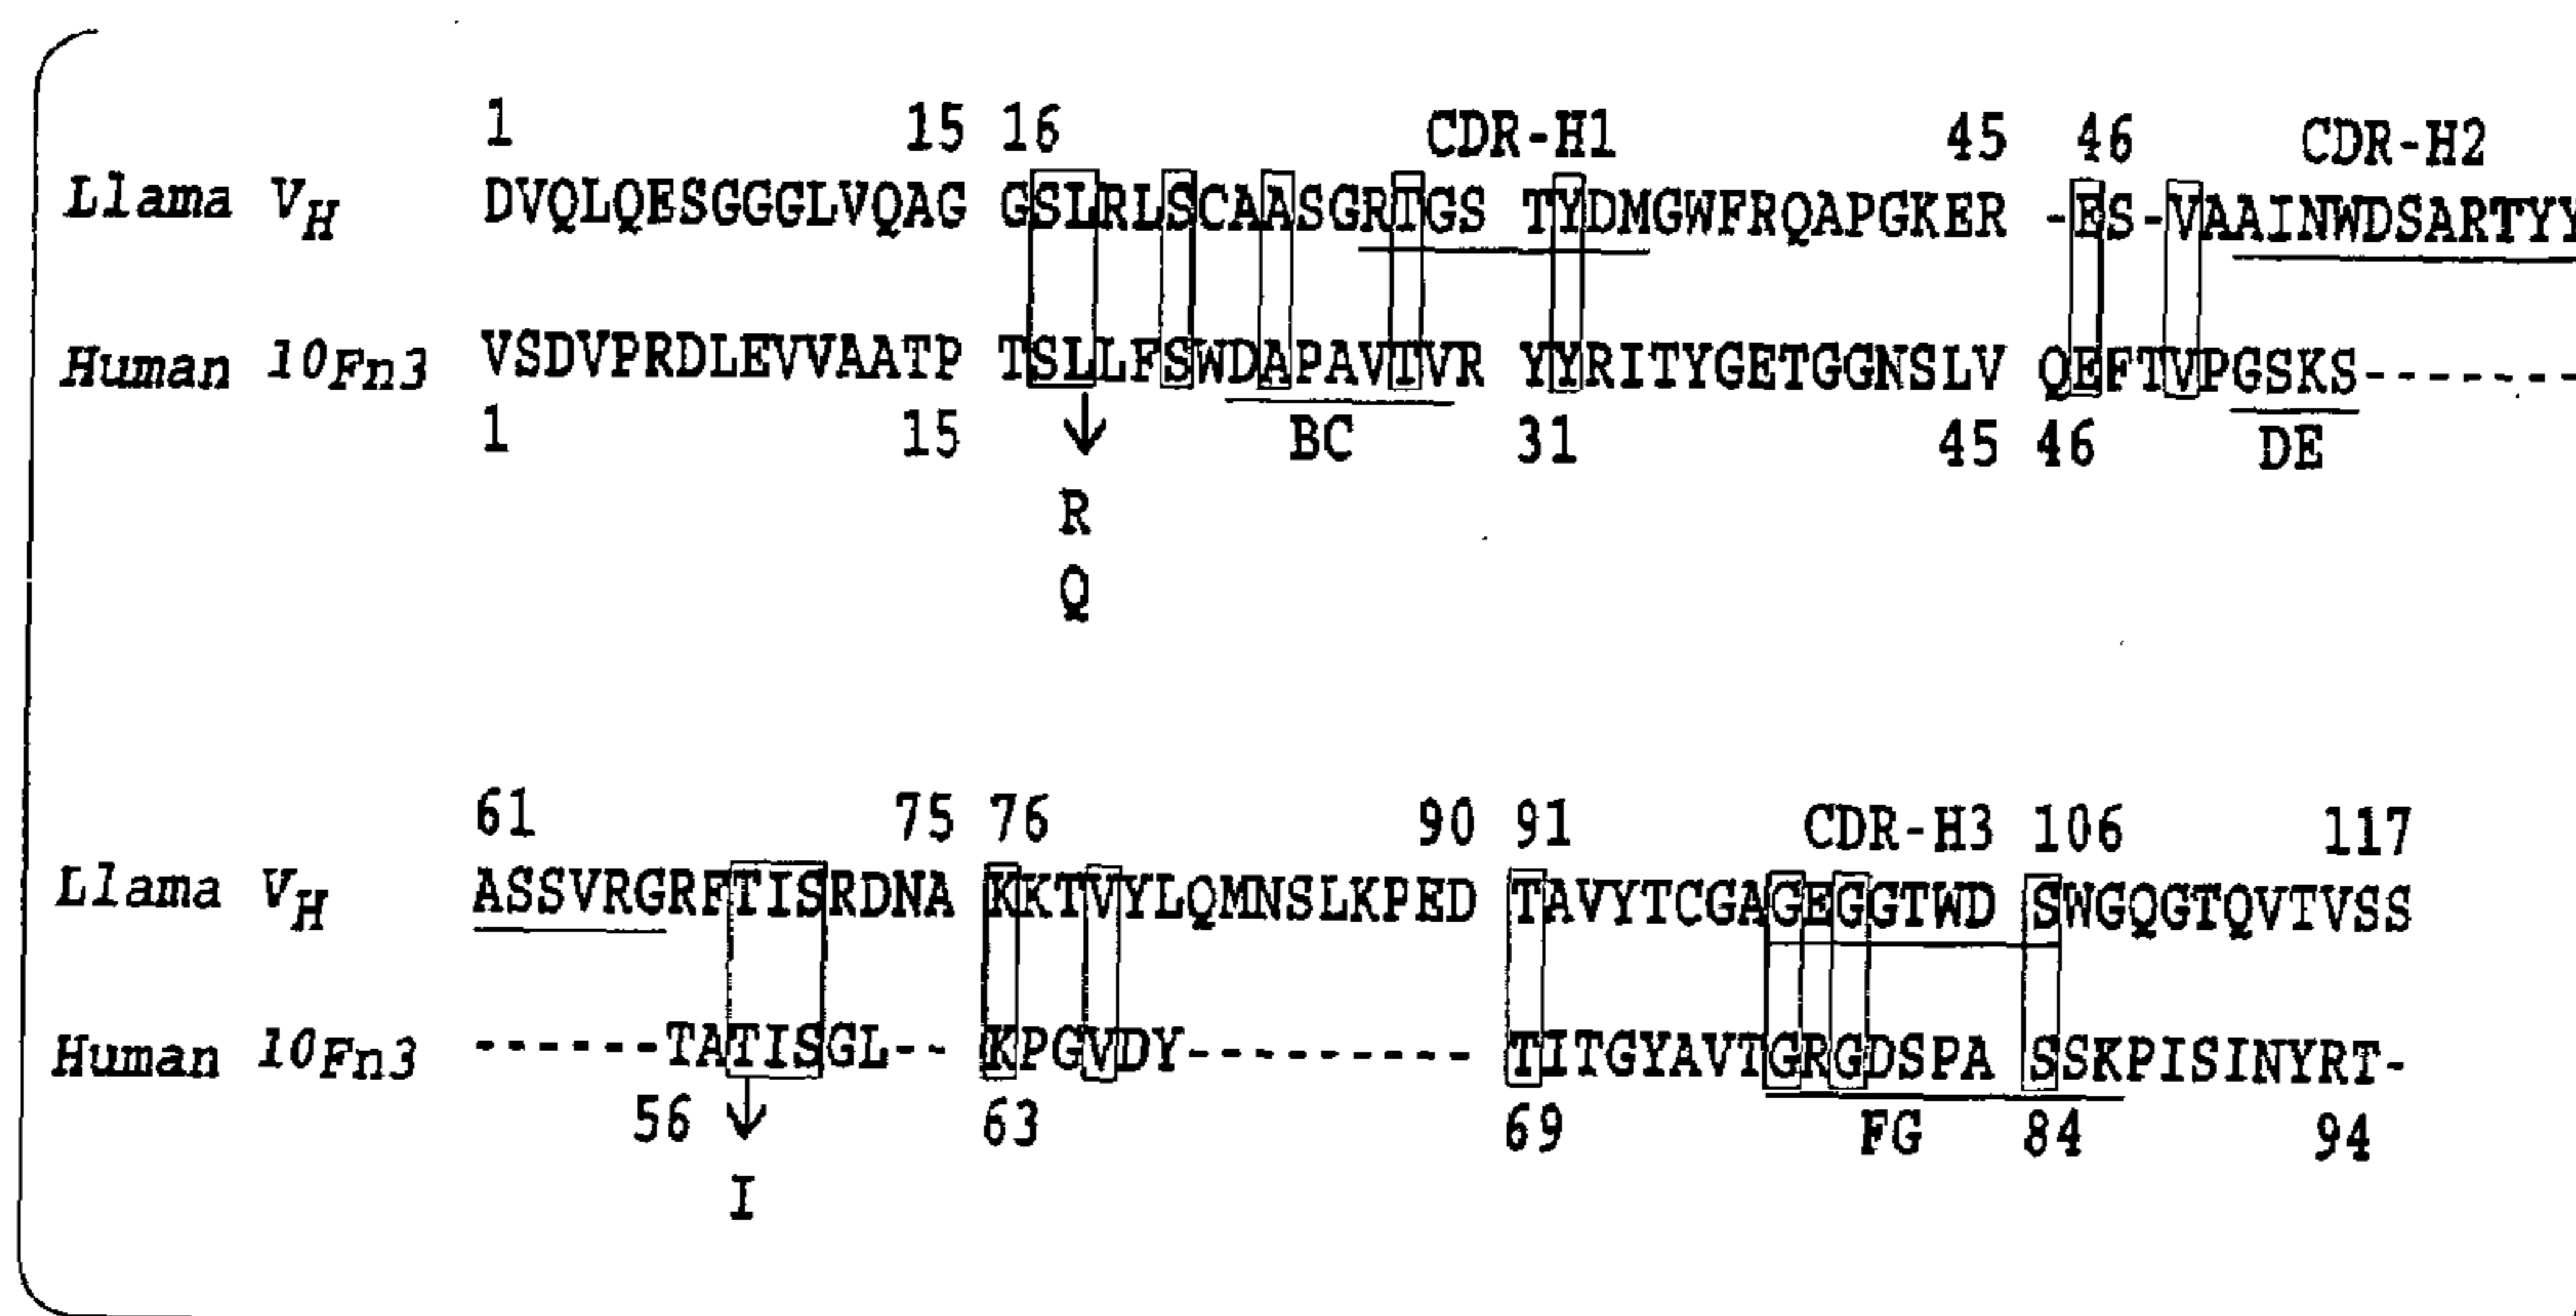 1 15 16 CDR-H1 45 46 CDR-H2
Llama VH DVQLQESGGGLVQAG GSLRLSCAASGRTGS TYDMGWFRQAPGKER -ES-VAAINWDSARTYY
Human 10Fn3 VSDVPRDLEVVAATP TSLLFSWDAPAVTVR YYRITYGETGGNSLV QEFTVPGSKS-------
1 15 BC 31 45 46 DE
R
Q
61 75 76 90 91 CDR-H3 106 117
Llama VH ASSVRGRFTISRDNA KKTVYLQMNSLKPED TAVYTCGAGEGGTWD SWGQGTQVTVSS
Human 10Fn3 ------TATISGL-- KPGVDY--------- TITGYAVTGRGDSPA SSKPISINYRT-
56 63 69 FG 84 94
I